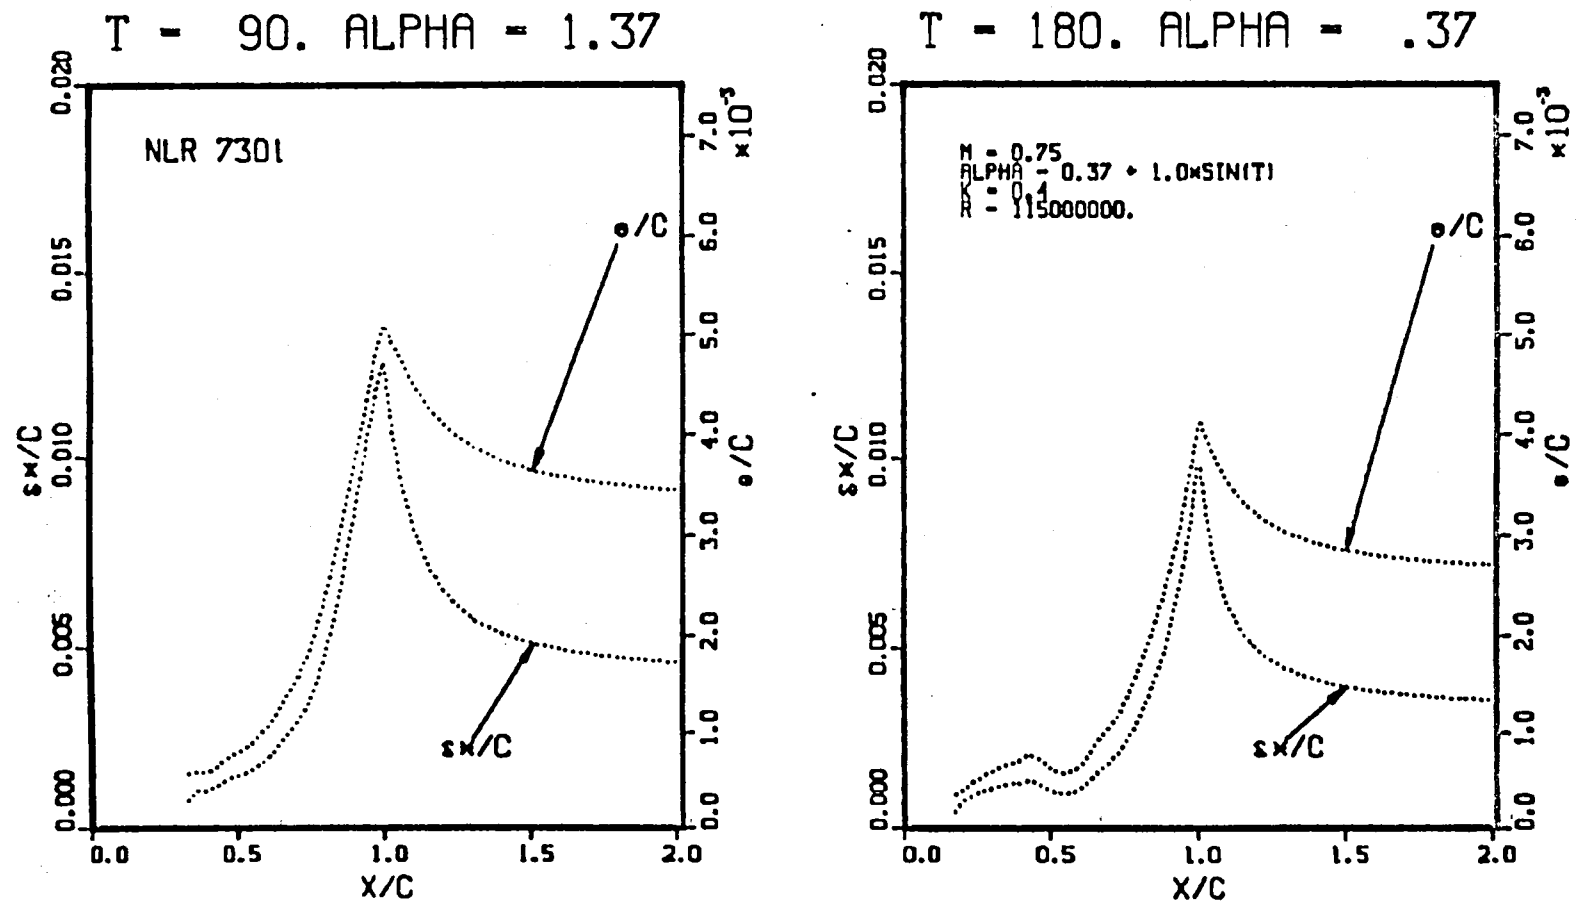 T = 90. ALPHA = 1.37
0.020
0.015
0.010
0.005
0.000
δ*/C
NLR 7301
θ/C
δ*/C
7.0
×10⁻³
6.0
5.0
4.0
3.0
2.0
1.0
0.0
θ/C
0.0 0.5 1.0 1.5 2.0
X/C
T = 180. ALPHA = .37
0.020
0.015
0.010
0.005
0.000
δ*/C
M = 0.75
ALPHA = 0.37 + 1.0*SIN(T)
K = 0.4
R = 115000000.
θ/C
δ*/C
7.0
×10⁻³
6.0
5.0
4.0
3.0
2.0
1.0
0.0
θ/C
0.0 0.5 1.0 1.5 2.0
X/C